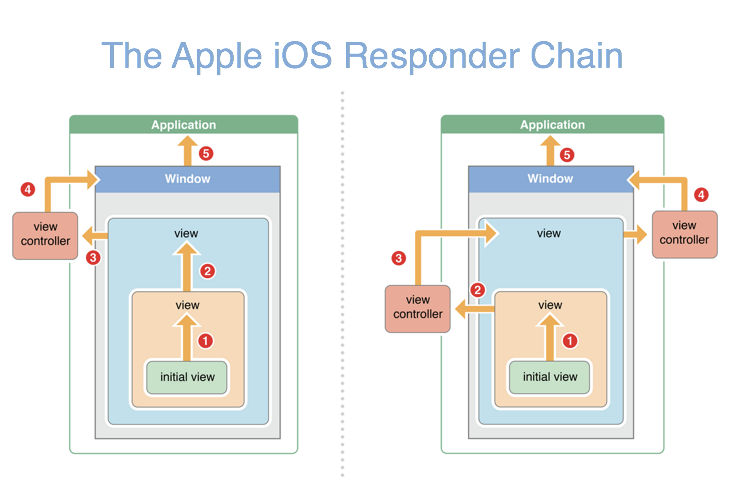 The Apple iOS Responder Chain
Application
5
4
Window
view
controller
view
3
2
view
1
initial view
Application
5
Window
4
view
view
controller
3
2
view
controller
view
1
initial view